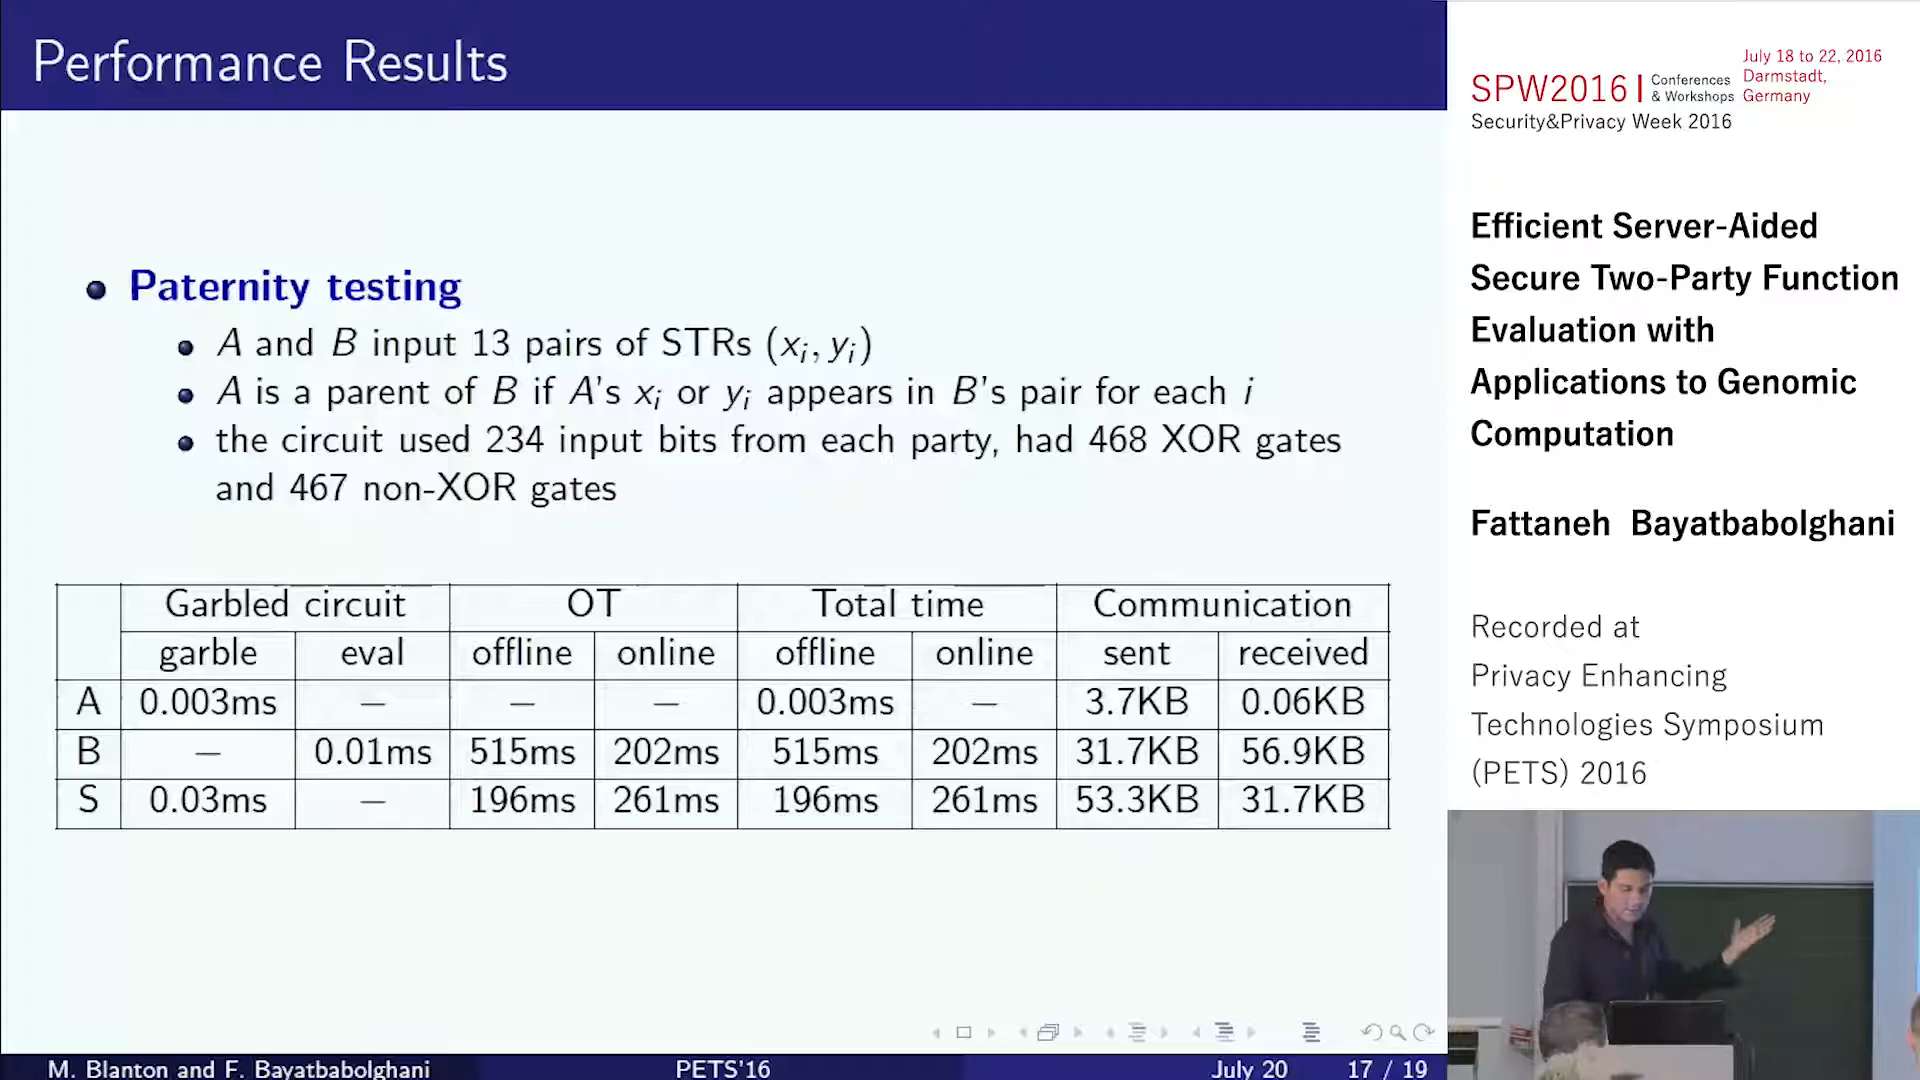 Performance Results
• Paternity testing
• A and B input 13 pairs of STRs (xᵢ, yᵢ)
• A is a parent of B if A's xᵢ or yᵢ appears in B's pair for each i
• the circuit used 234 input bits from each party, had 468 XOR gates
and 467 non-XOR gates
Garbled circuit OT Total time Communication
garble eval offline online offline online sent received
A 0.003ms – – – 0.003ms – 3.7KB 0.06KB
B – 0.01ms 515ms 202ms 515ms 202ms 31.7KB 56.9KB
S 0.03ms – 196ms 261ms 196ms 261ms 53.3KB 31.7KB
M. Blanton and F. Bayatbabolghani PETS'16 July 20 17 / 19
SPW2016 | Conferences & Workshops
July 18 to 22, 2016
Darmstadt,
Germany
Security&Privacy Week 2016
Efficient Server-Aided
Secure Two-Party Function
Evaluation with
Applications to Genomic
Computation
Fattaneh Bayatbabolghani
Recorded at
Privacy Enhancing
Technologies Symposium
(PETS) 2016